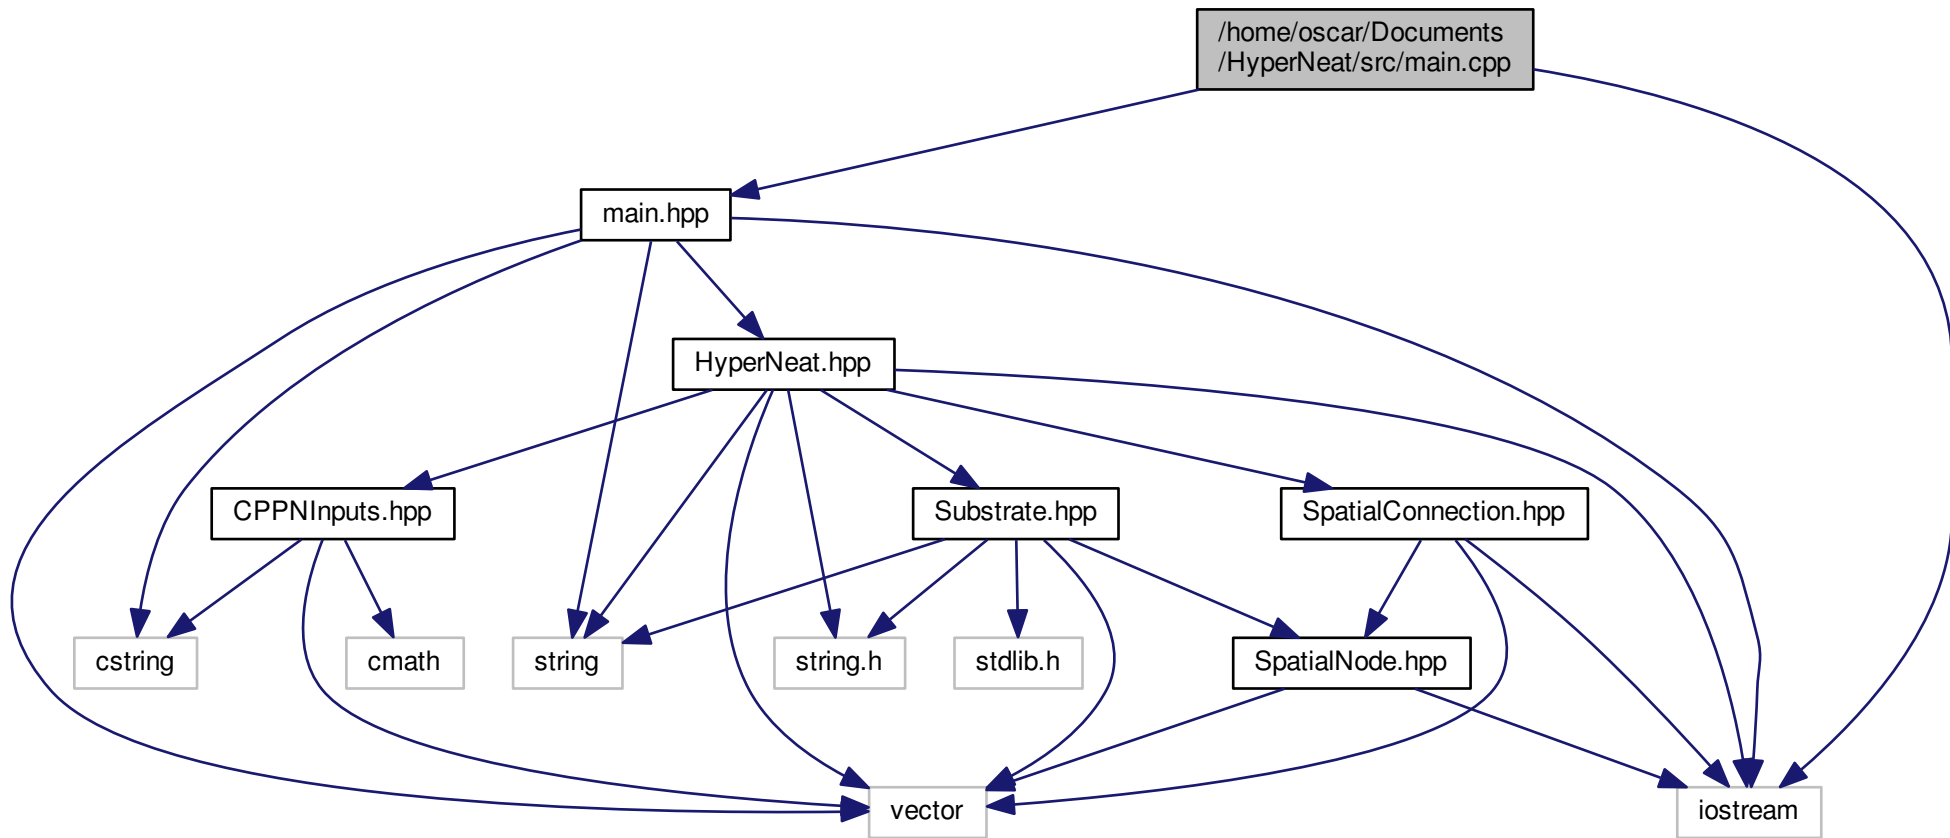 /home/oscar/Documents
/HyperNeat/src/main.cpp
main.hpp
HyperNeat.hpp
CPPNInputs.hpp
Substrate.hpp
SpatialConnection.hpp
cstring
cmath
string
string.h
stdlib.h
SpatialNode.hpp
vector
iostream